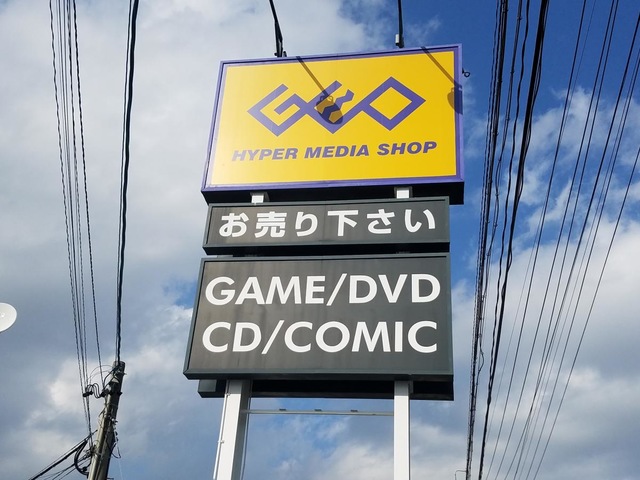 GEO
HYPER MEDIA SHOP
お売り下さい
GAME/DVD
CD/COMIC